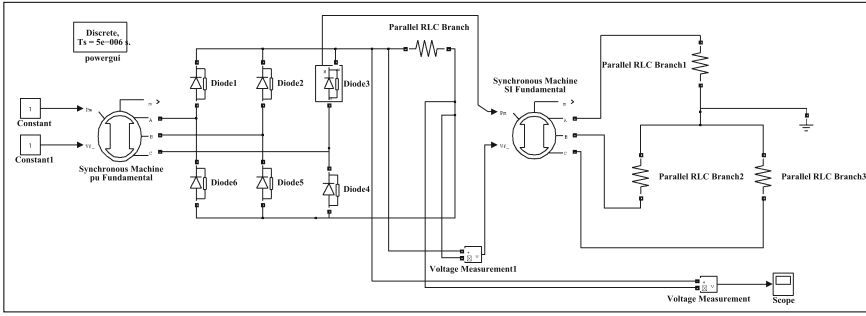 Discrete,
Ts = 5e−006 s.
powergui
Parallel RLC Branch
Synchronous Machine
SI Fundamental
Parallel RLC Branch1
Diode1
Diode2
Diode3
m
m
1
Constant
Pm
A
Pm
A
B
B
1
Constant1
Vf_
C
Vf_
C
Synchronous Machine
pu Fundamental
Diode6
Diode5
Diode4
Parallel RLC Branch2
Parallel RLC Branch3
+
v
Voltage Measurement1
+
v
Voltage Measurement
Scope